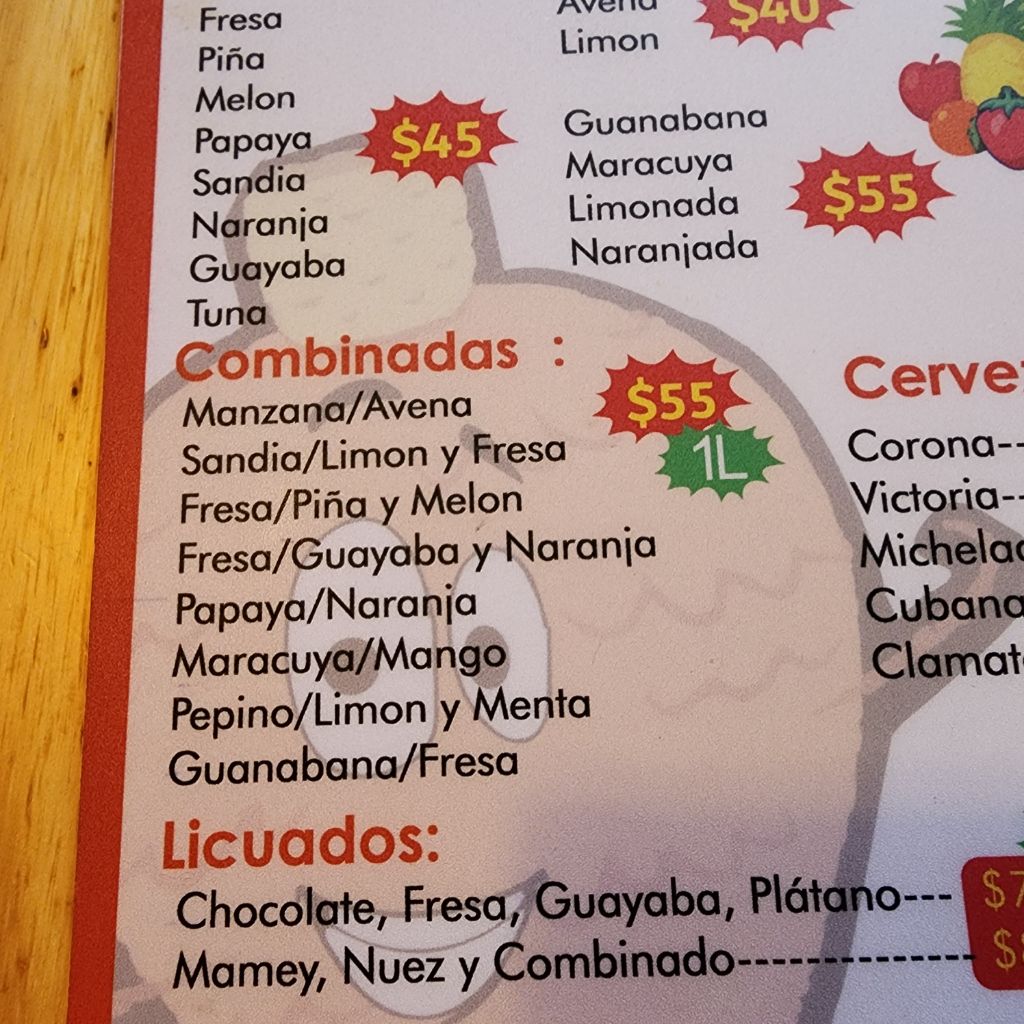 Fresa
Piña
Melon
Papaya
Sandia
Naranja
Guayaba
Tuna
$45
Avena
Limon
$40
Guanabana
Maracuya
Limonada
Naranjada
$55
Combinadas :
$55
1L
Manzana/Avena
Sandia/Limon y Fresa
Fresa/Piña y Melon
Fresa/Guayaba y Naranja
Papaya/Naranja
Maracuya/Mango
Pepino/Limon y Menta
Guanabana/Fresa
Corona--
Victoria--
Licuados:
Chocolate, Fresa, Guayaba, Plátano---
Mamey, Nuez y Combinado--------------